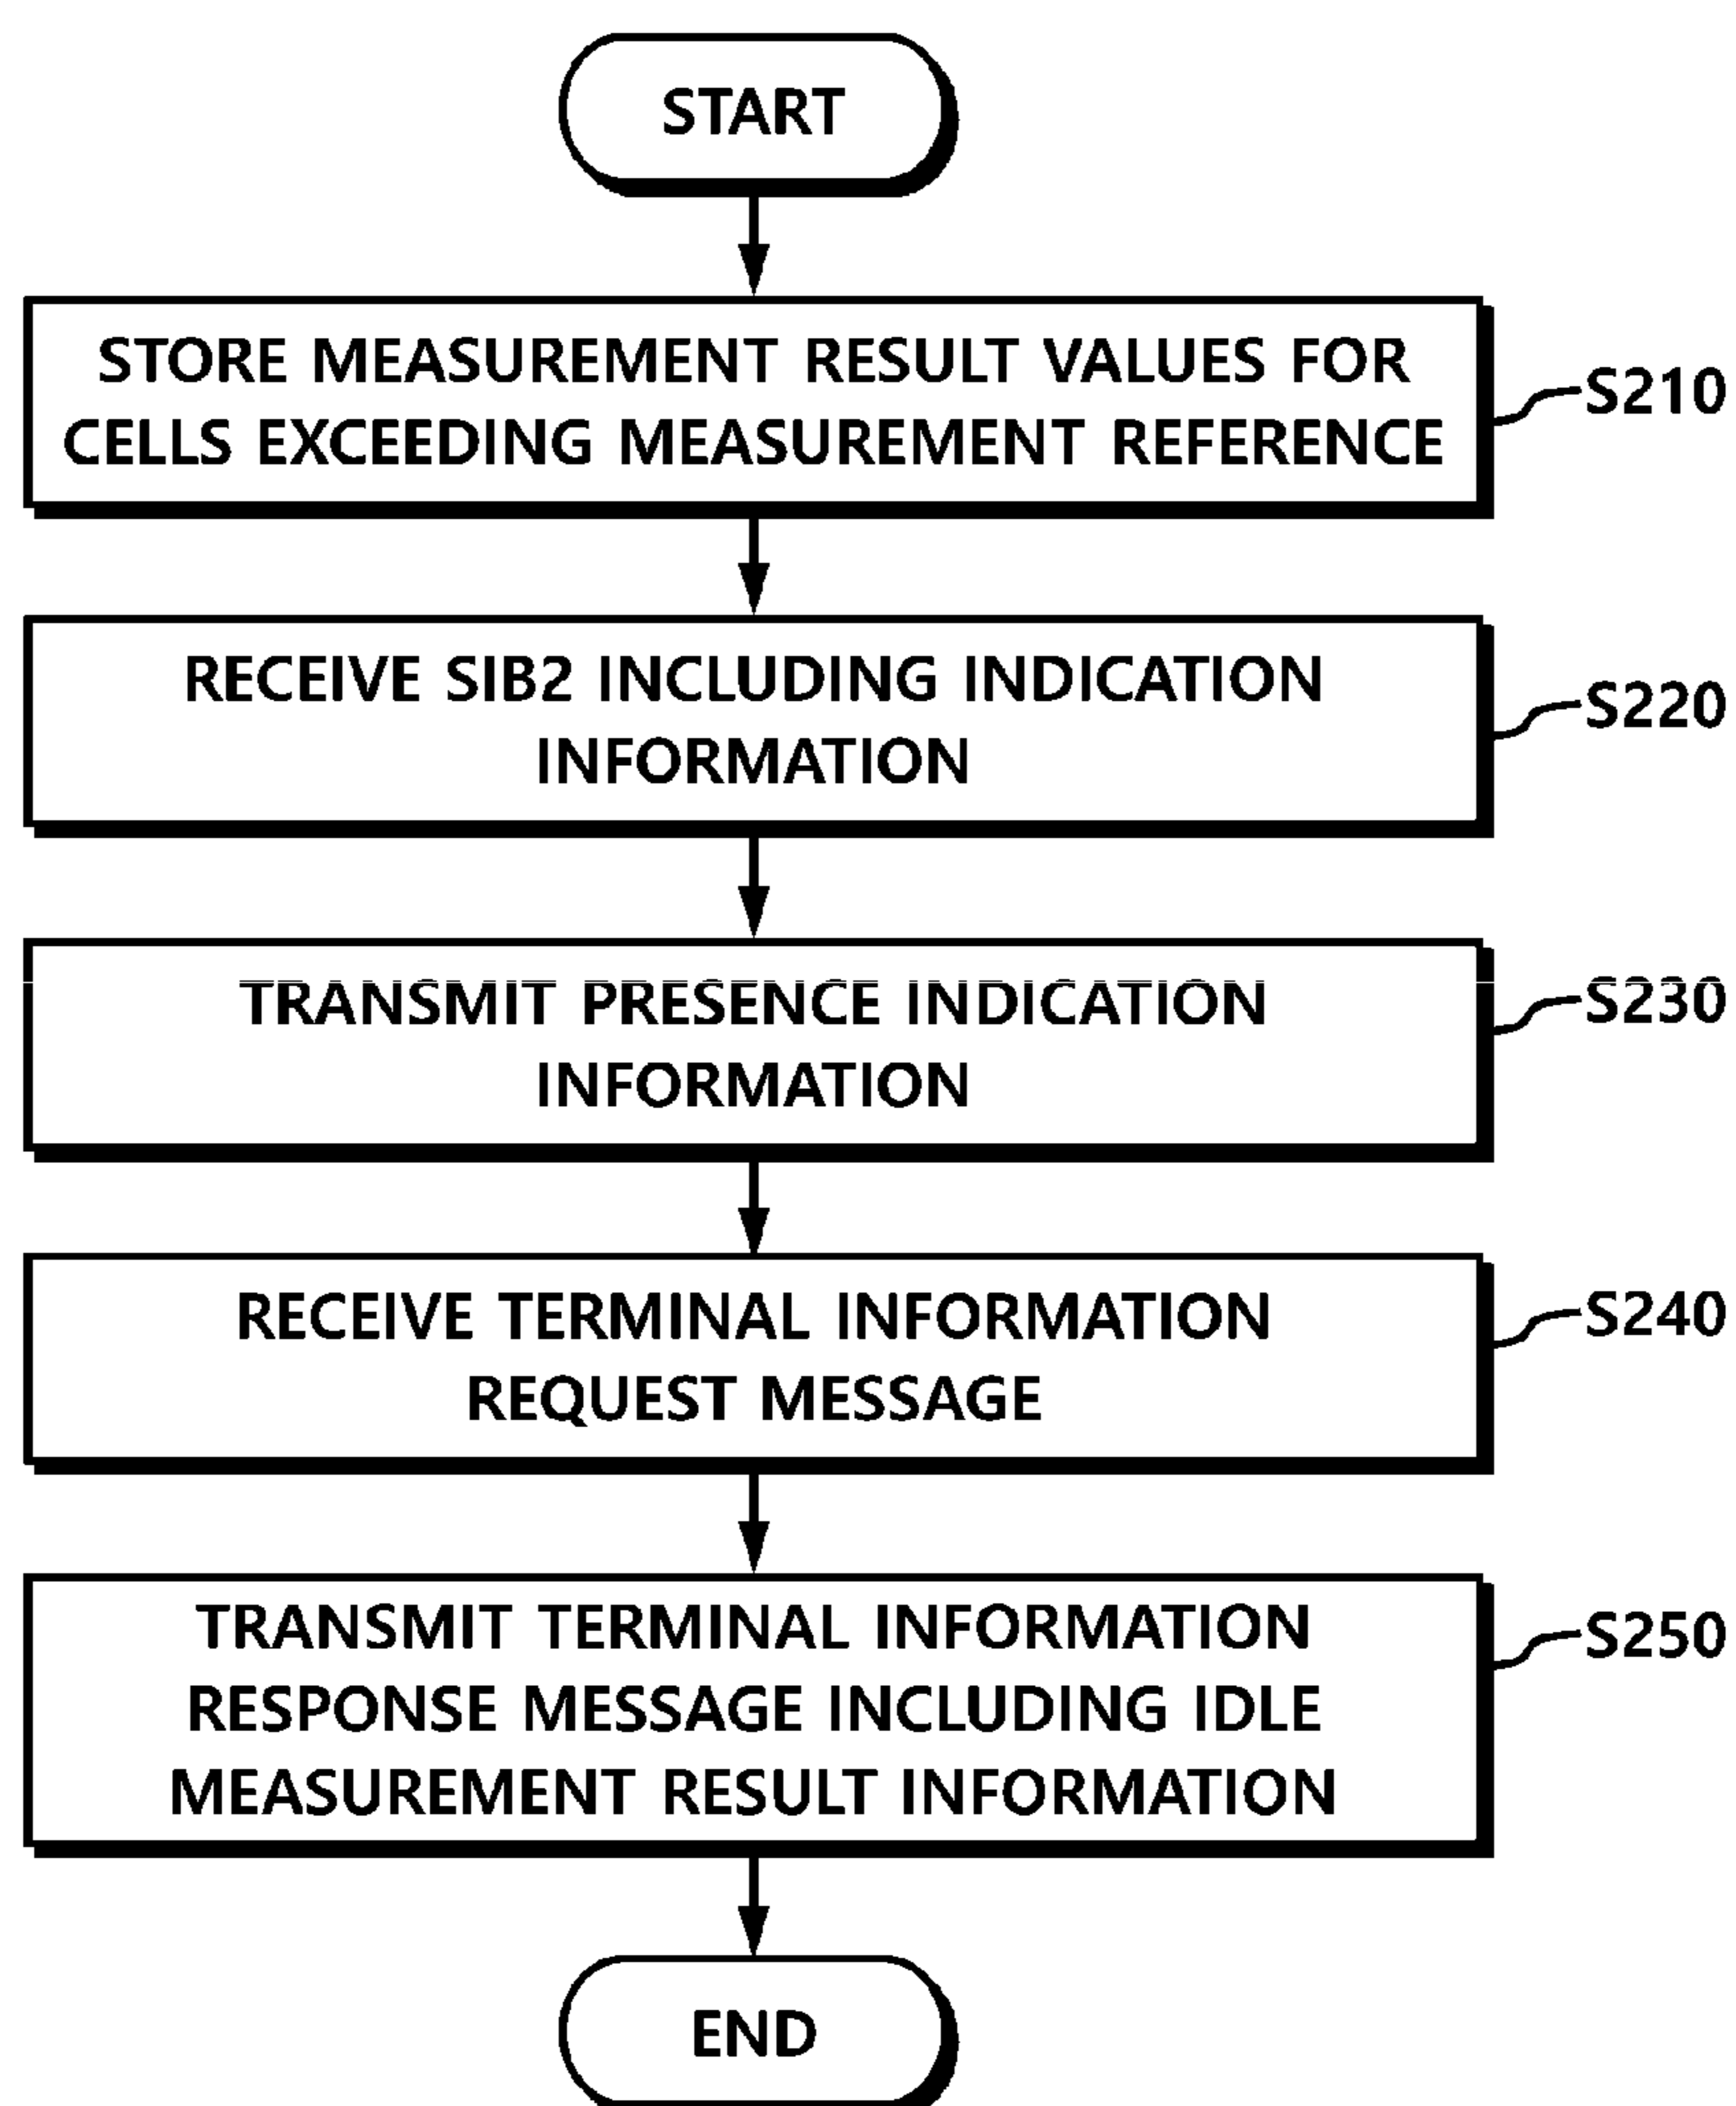 START
STORE MEASUREMENT RESULT VALUES FOR
CELLS EXCEEDING MEASUREMENT REFERENCE
S210
RECEIVE SIB2 INCLUDING INDICATION
INFORMATION
S220
TRANSMIT PRESENCE INDICATION
INFORMATION
S230
RECEIVE TERMINAL INFORMATION
REQUEST MESSAGE
S240
TRANSMIT TERMINAL INFORMATION
RESPONSE MESSAGE INCLUDING IDLE
MEASUREMENT RESULT INFORMATION
S250
END